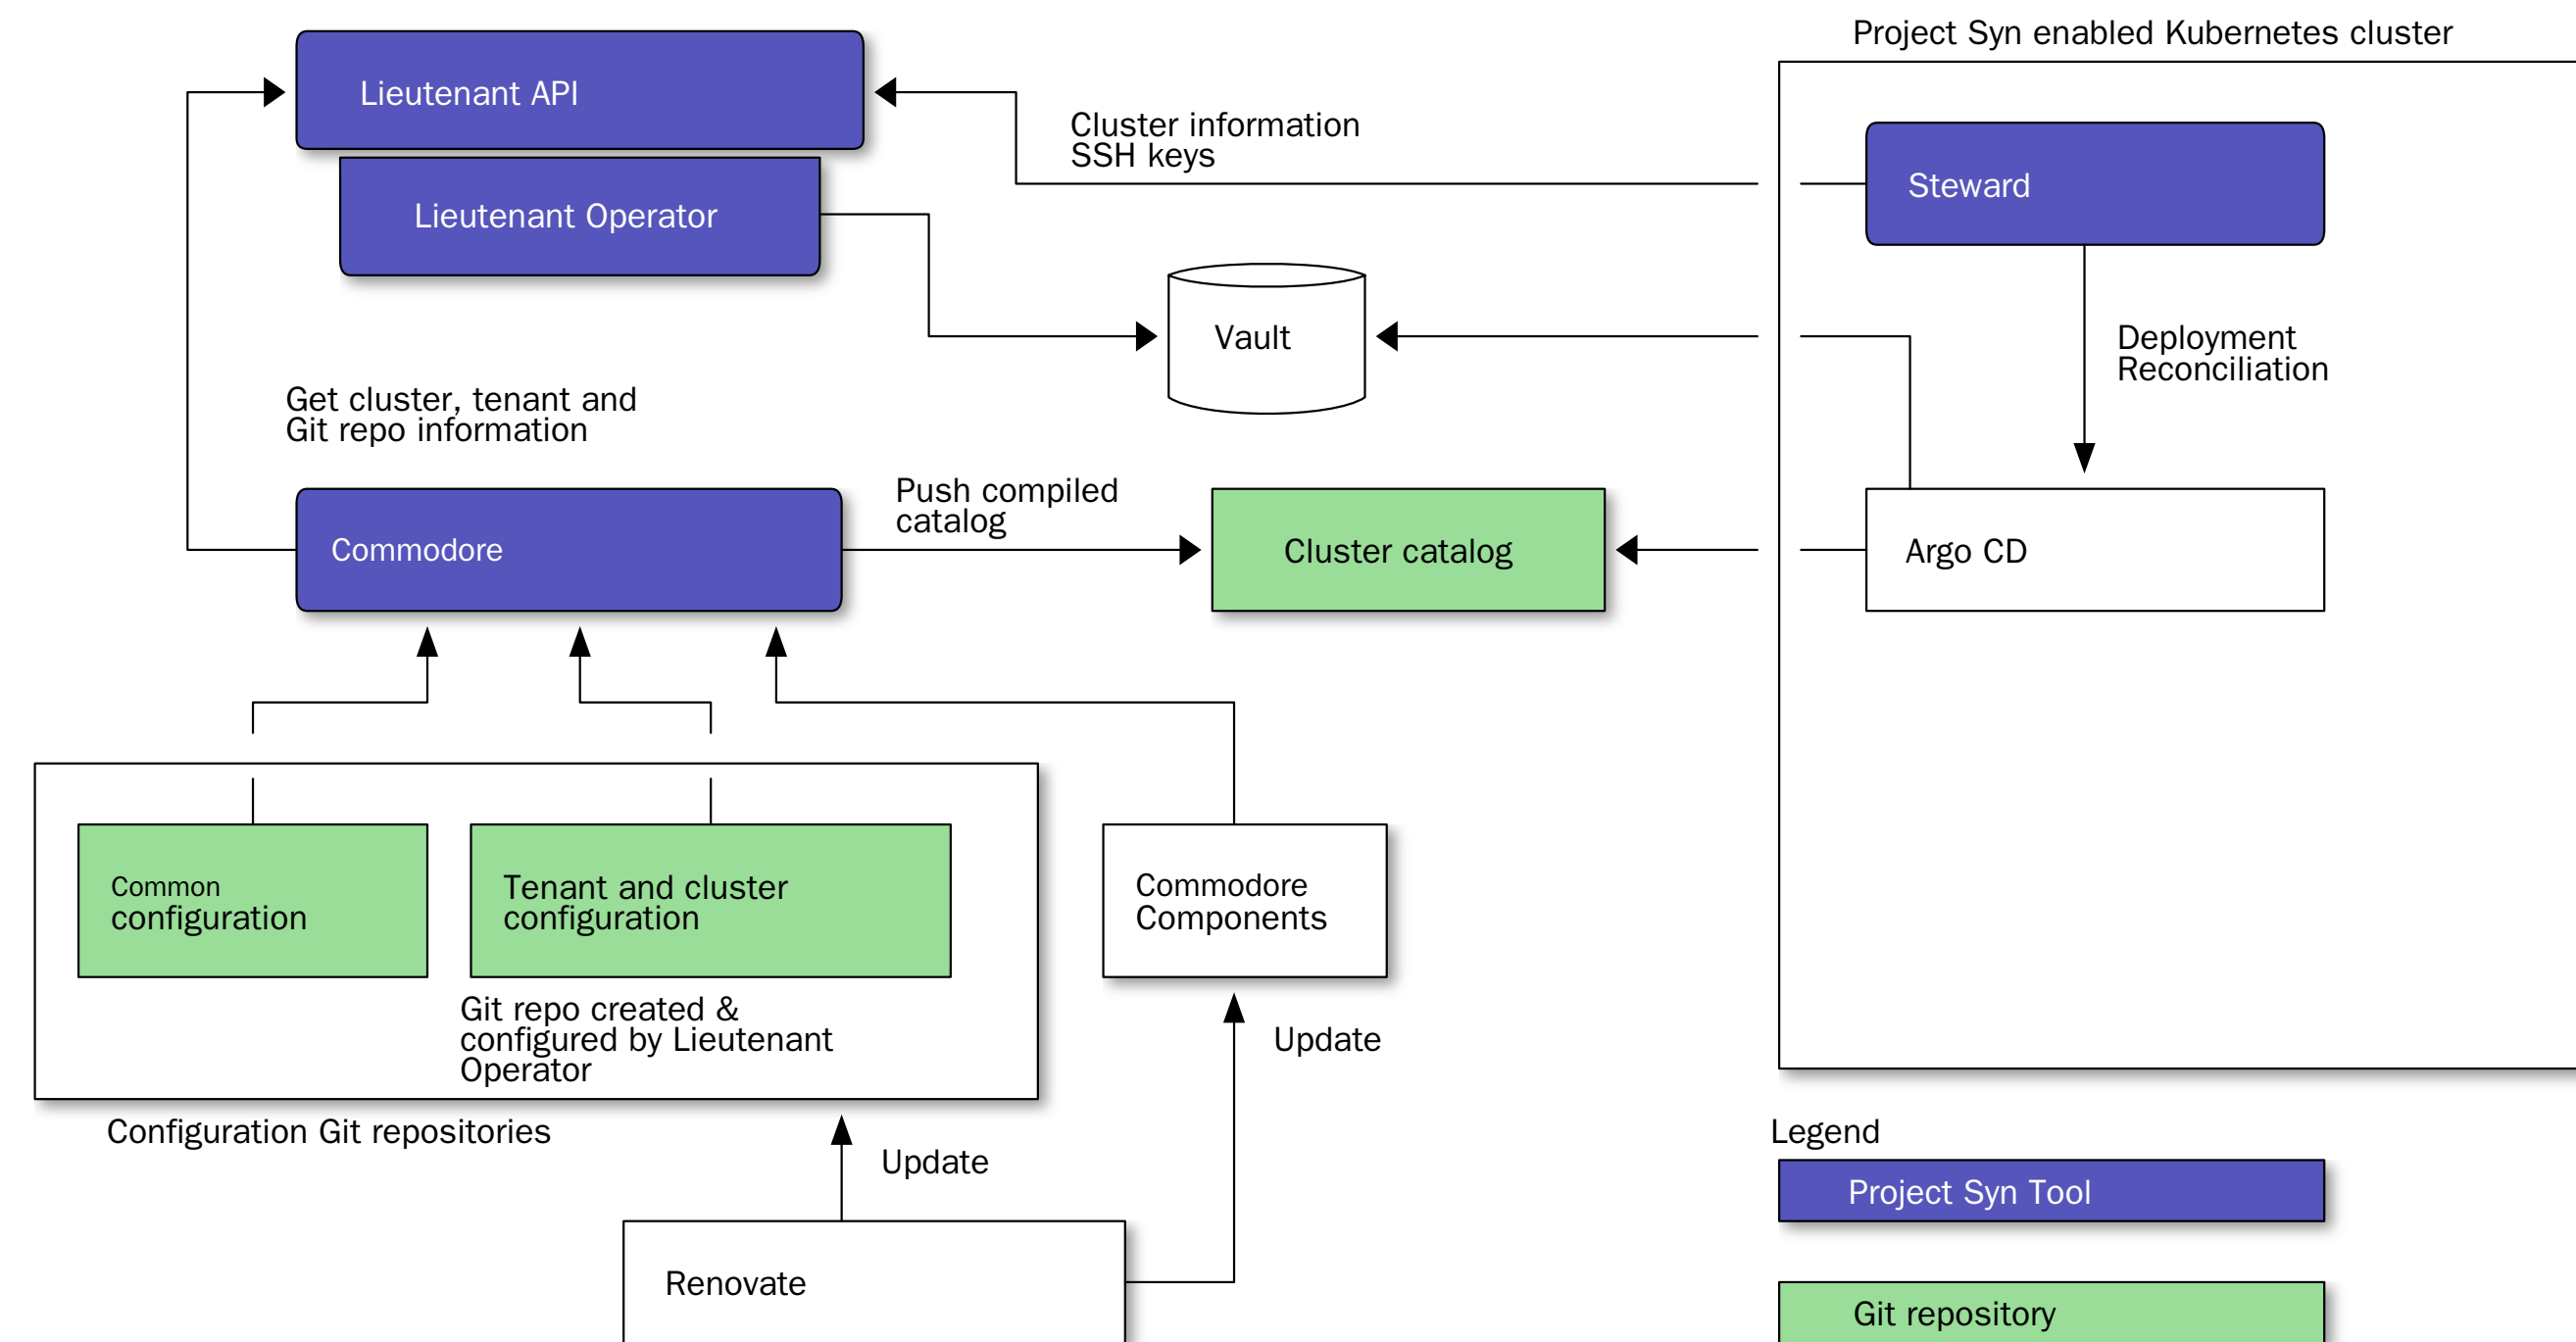 Project Syn enabled Kubernetes cluster
Lieutenant API
Cluster information
SSH keys
Steward
Lieutenant Operator
Vault
Deployment
Reconciliation
Get cluster, tenant and
Git repo information
Push compiled
catalog
Commodore
Cluster catalog
Argo CD
Common
configuration
Tenant and cluster
configuration
Commodore
Components
Git repo created &
configured by Lieutenant
Operator
Update
Configuration Git repositories
Update
Legend
Project Syn Tool
Renovate
Git repository